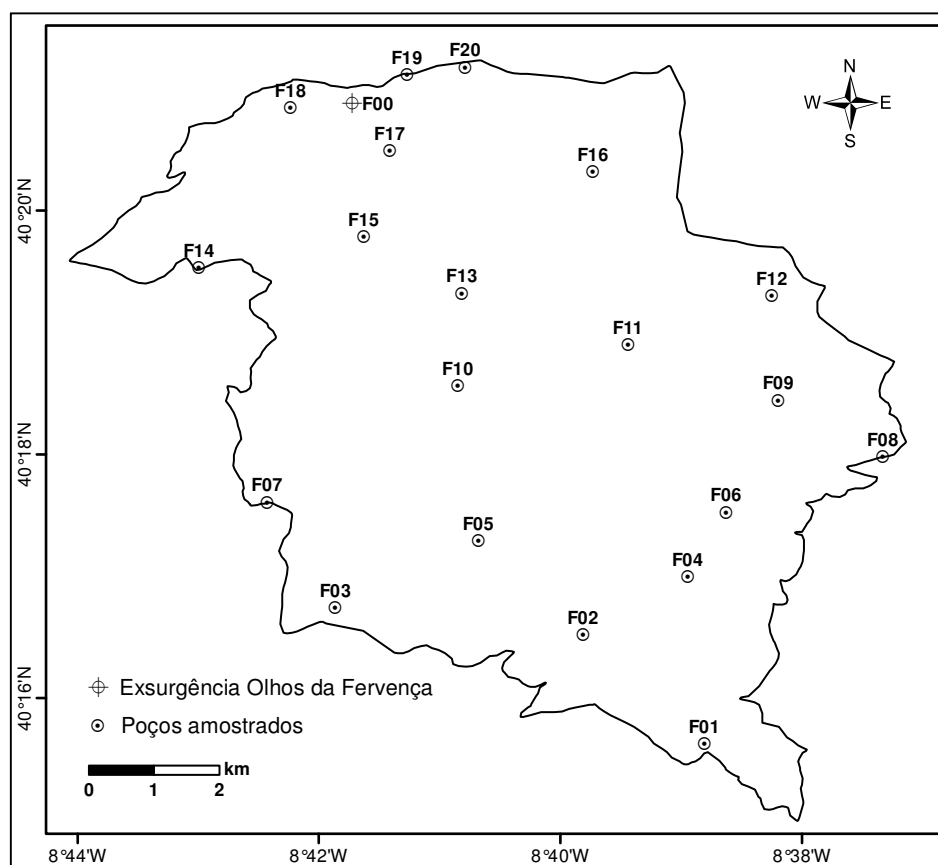 F19
F20
F18
F00
N
W
E
S
F17
F16
40°20'N
F15
F14
F13
F12
F11
F10
F09
40°18'N
F08
F07
F06
F05
F04
F03
F02
40°16'N
Exsurgência Olhos da Fervença
Poços amostrados
F01
km
0 1 2
8°44'W 8°42'W 8°40'W 8°38'W